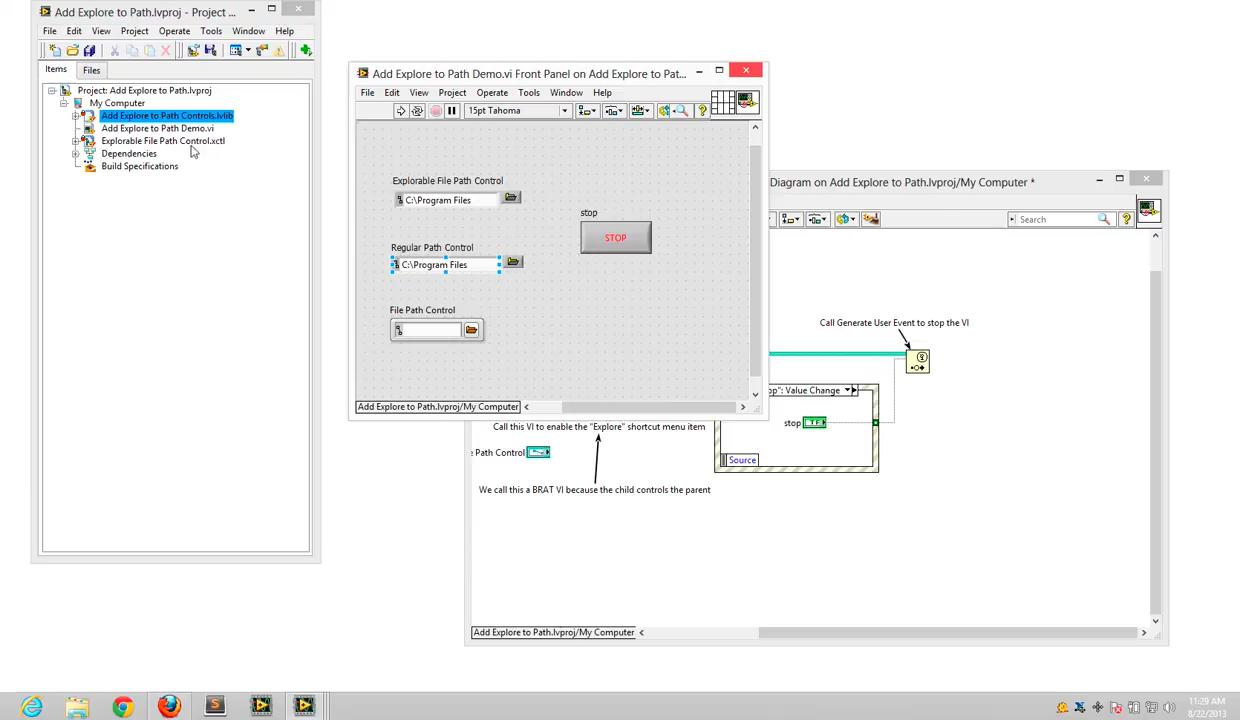 Add Explore to Path.lvproj - Project ...
File Edit View Project Operate Tools Window Help
Items Files
Project: Add Explore to Path.lvproj
My Computer
Add Explore to Path Controls.lvlib
Add Explore to Path Demo.vi
Explorable File Path Control.xctl
Dependencies
Build Specifications
Add Explore to Path Demo.vi Front Panel on Add Explore to Pat...
File Edit View Project Operate Tools Window Help
15pt Tahoma
Explorable File Path Control
C:\Program Files
stop
STOP
Regular Path Control
C:\Program Files
File Path Control
Add Explore to Path.lvproj/My Computer
Diagram on Add Explore to Path.lvproj/My Computer *
Search
Call Generate User Event to stop the VI
op": Value Change
stop
TF
Source
Call this VI to enable the "Explore" shortcut menu item
e Path Control
We call this a BRAT VI because the child controls the parent
Add Explore to Path.lvproj/My Computer
11:29 AM
8/22/2013